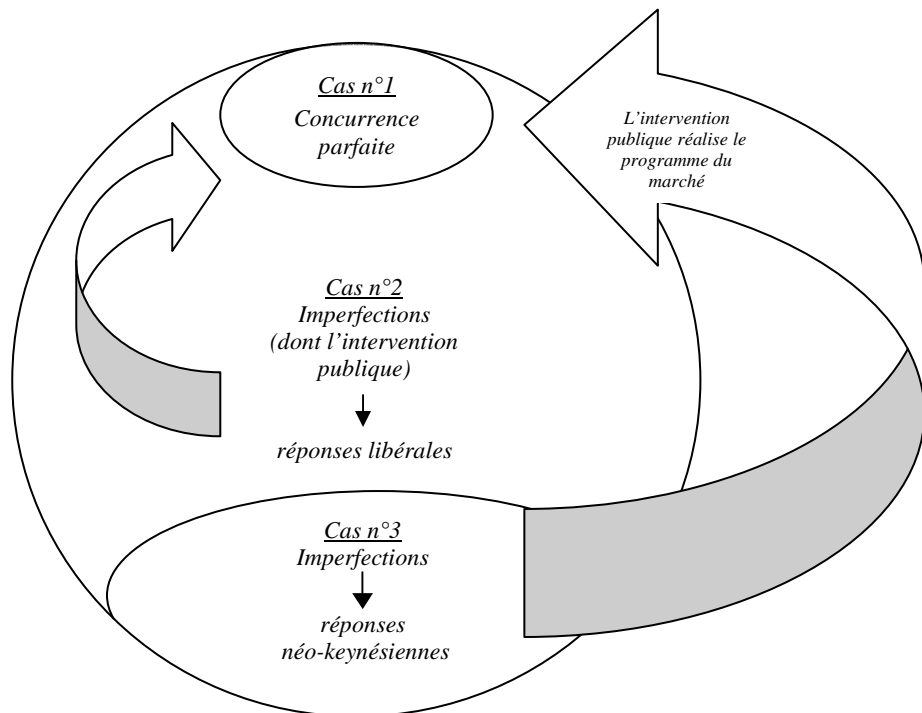 Cas n°1
Concurrence
parfaite
L’intervention
publique réalise le
programme du
marché
Cas n°2
Imperfections
(dont l’intervention
publique)
réponses libérales
Cas n°3
Imperfections
réponses
néo-keynésiennes